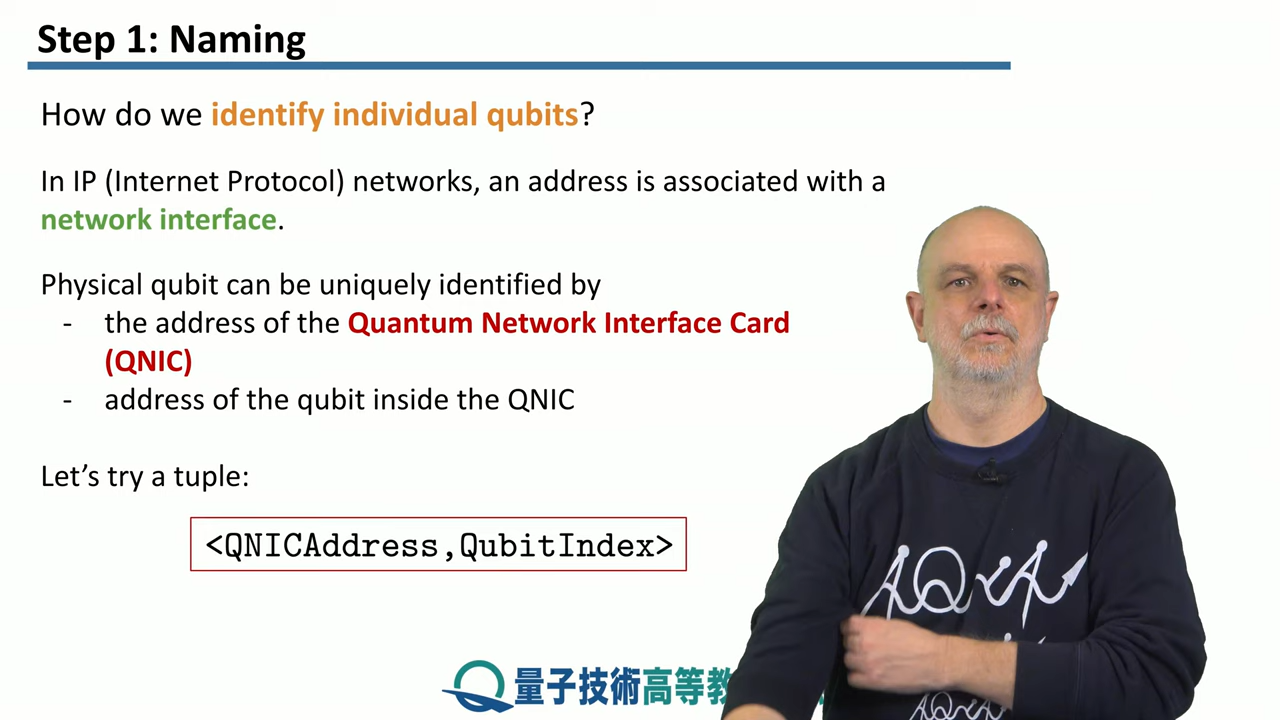 Step 1: Naming
How do we identify individual qubits?
In IP (Internet Protocol) networks, an address is associated with a
network interface.
Physical qubit can be uniquely identified by
- the address of the Quantum Network Interface Card
(QNIC)
- address of the qubit inside the QNIC
Let's try a tuple:
<QNICAddress,QubitIndex>
量子技術高等教